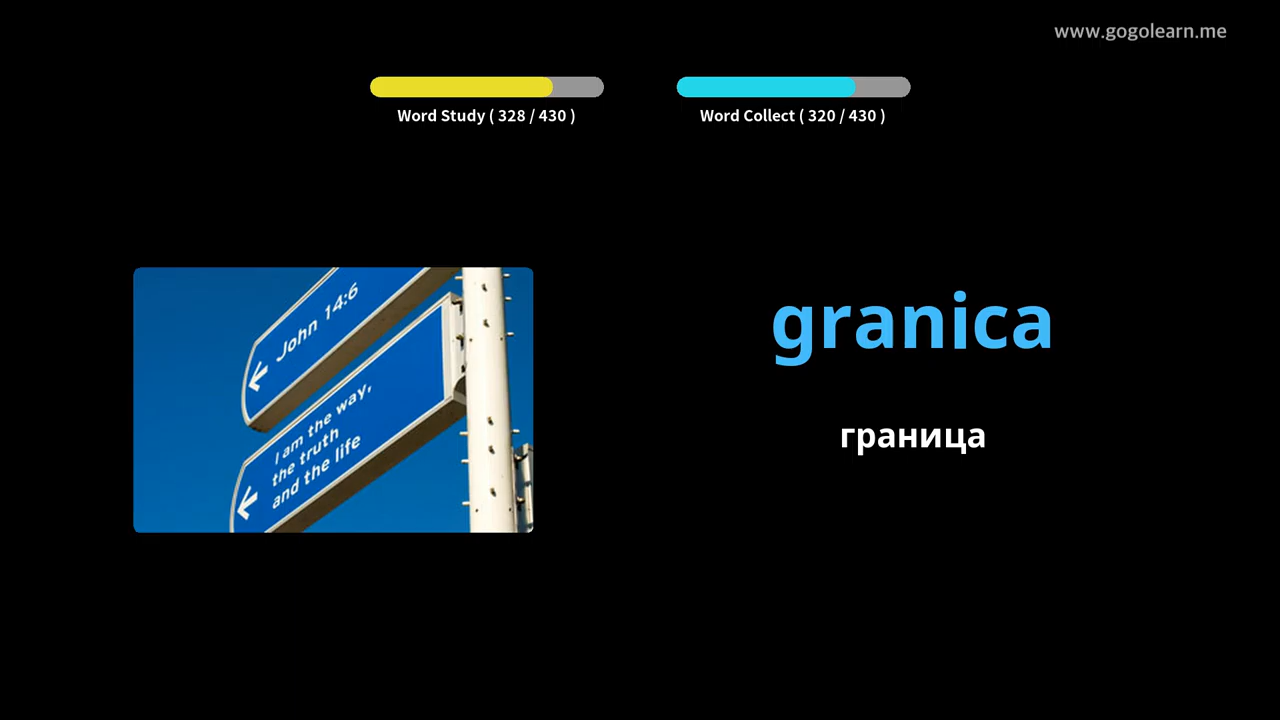 www.gogolearn.me
Word Study ( 328 / 430 )
Word Collect ( 320 / 430 )
John 14:6
I am the way,
the truth
and the life
granica
граница